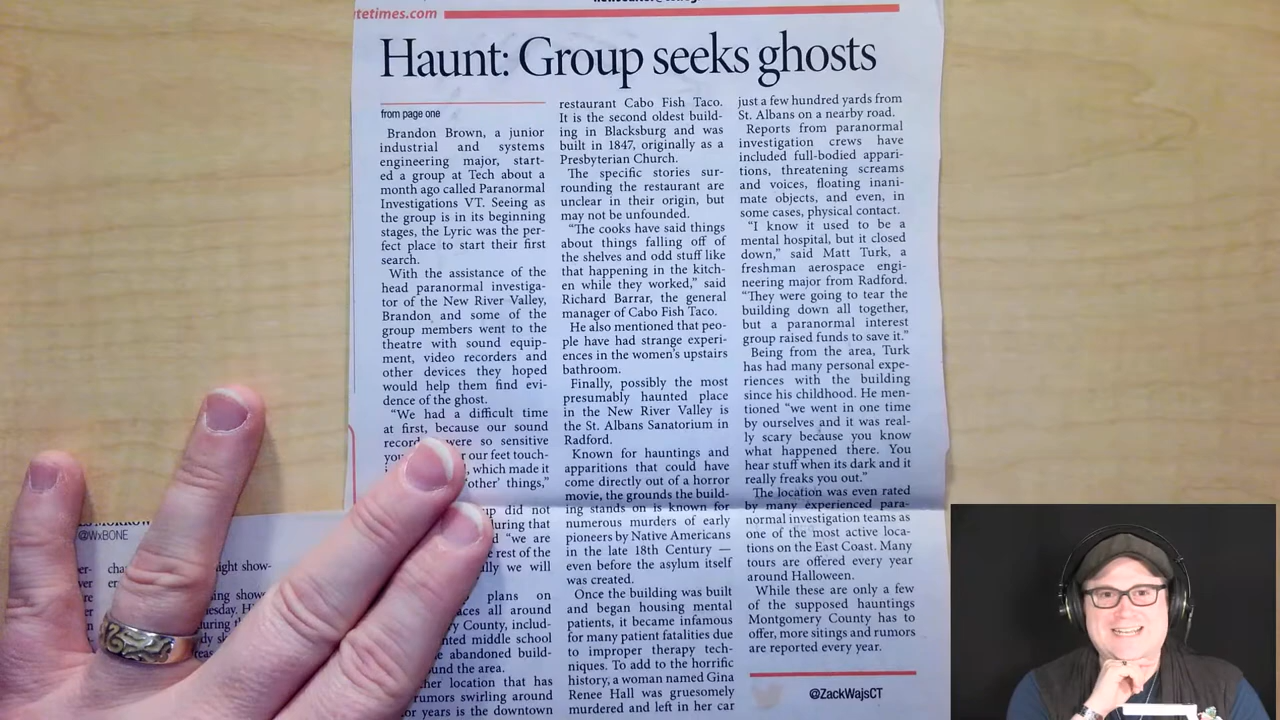 utetimes.com
Haunt: Group seeks ghosts
from page one
Brandon Brown, a junior
industrial and systems
engineering major, start-
ed a group at Tech about a
month ago called Paranormal
Investigations VT. Seeing as
the group is in its beginning
stages, the Lyric was the per-
fect place to start their first
search.
With the assistance of the
head paranormal investiga-
tor of the New River Valley,
Brandon and some of the
group members went to the
theatre with sound equip-
ment, video recorders and
other devices they hoped
would help them find evi-
dence of the ghost.
“We had a difficult time
at first, because our sound
record were so sensitive
our feet touch-
, which made it
‘other’ things,”
did not
during that
“we are
rest of the
we will
plans on
all around
County, includ-
middle school
abandoned build-
around the area.
location that has
rumors swirling around
for years is the downtown
restaurant Cabo Fish Taco.
It is the second oldest build-
ing in Blacksburg and was
built in 1847, originally as a
Presbyterian Church.
The specific stories sur-
rounding the restaurant are
unclear in their origin, but
may not be unfounded.
“The cooks have said things
about things falling off of
the shelves and odd stuff like
that happening in the kitch-
en while they worked,” said
Richard Barrar, the general
manager of Cabo Fish Taco.
He also mentioned that peo-
ple have had strange experi-
ences in the women’s upstairs
bathroom.
Finally, possibly the most
presumably haunted place
in the New River Valley is
the St. Albans Sanatorium in
Radford.
Known for hauntings and
apparitions that could have
come directly out of a horror
movie, the grounds the build-
ing stands on is known for
numerous murders of early
pioneers by Native Americans
in the late 18th Century —
even before the asylum itself
was created.
Once the building was built
and began housing mental
patients, it became infamous
for many patient fatalities due
to improper therapy tech-
niques. To add to the horrific
history, a woman named Gina
Renee Hall was gruesomely
murdered and left in her car
just a few hundred yards from
St. Albans on a nearby road.
Reports from paranormal
investigation crews have
included full-bodied appari-
tions, threatening screams
and voices, floating inani-
mate objects, and even, in
some cases, physical contact.
“I know it used to be a
mental hospital, but it closed
down,” said Matt Turk, a
freshman aerospace engi-
neering major from Radford.
“They were going to tear the
building down all together,
but a paranormal interest
group raised funds to save it.”
Being from the area, Turk
has had many personal expe-
riences with the building
since his childhood. He men-
tioned “we went in one time
by ourselves and it was real-
ly scary because you know
what happened there. You
hear stuff when its dark and it
really freaks you out.”
The location was even rated
by many experienced para-
normal investigation teams as
one of the most active loca-
tions on the East Coast. Many
tours are offered every year
around Halloween.
While these are only a few
of the supposed hauntings
Montgomery County has to
offer, more sitings and rumors
are reported every year.
@ZackWajsCT
@WxBONE